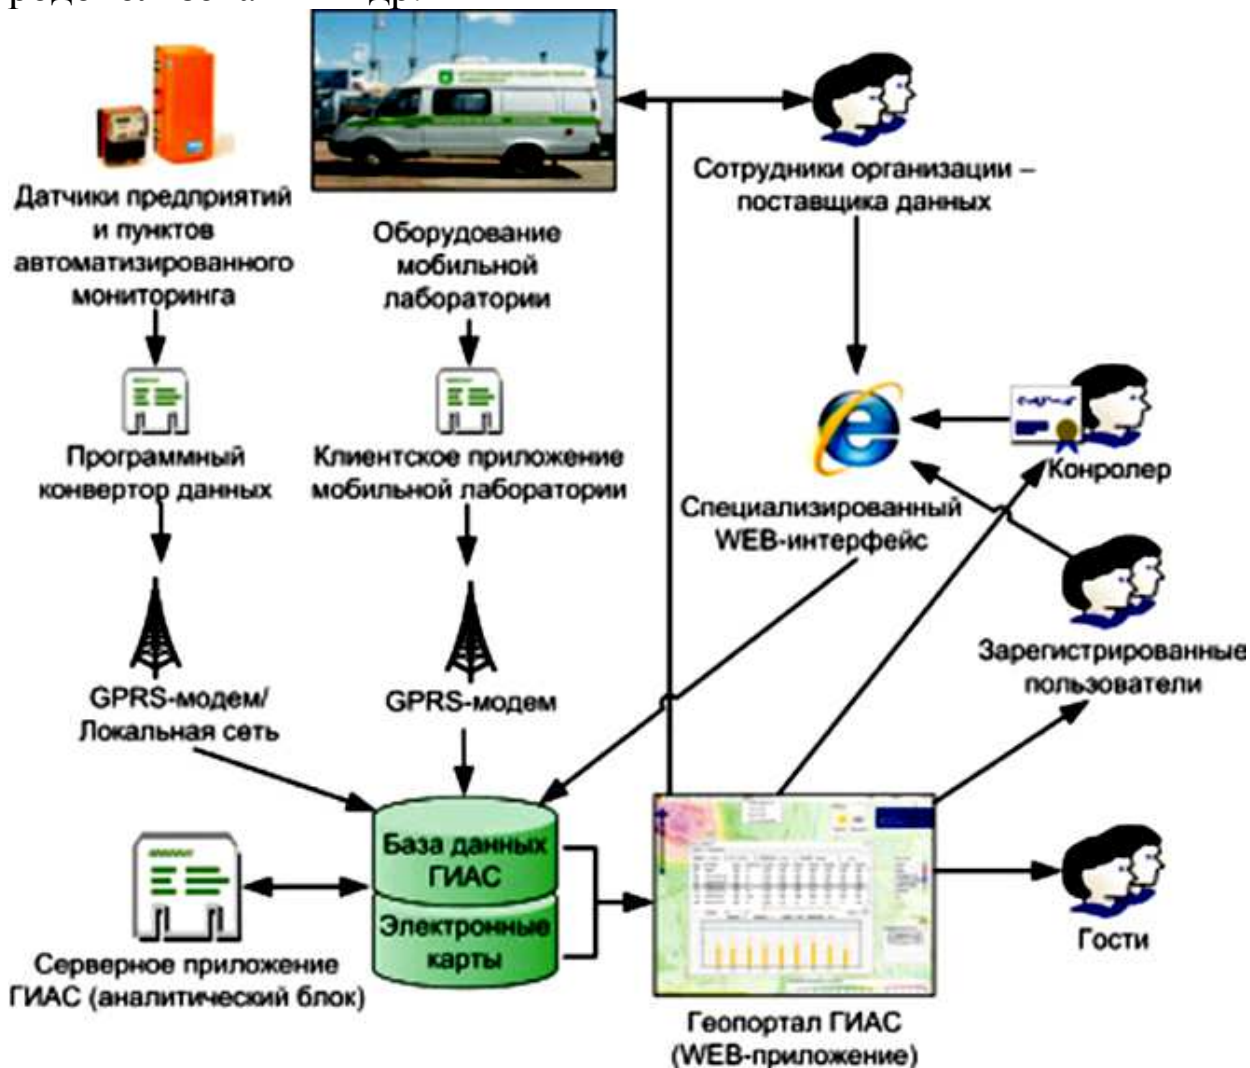 Датчики предприятий
и пунктов
автоматизированного
мониторинга
Оборудование
мобильной
лаборатории
Сотрудники организации –
поставщика данных
Программный
конвертор данных
Клиентское приложение
мобильной лаборатории
Специализированный
WEB-интерфейс
Конролер
Зарегистрированные
пользователи
GPRS-модем/
Локальная сеть
GPRS-модем
База данных
ГИАС
Электронные
карты
Серверное приложение
ГИАС (аналитический блок)
Гости
Геопортал ГИАС
(WEB-приложение)